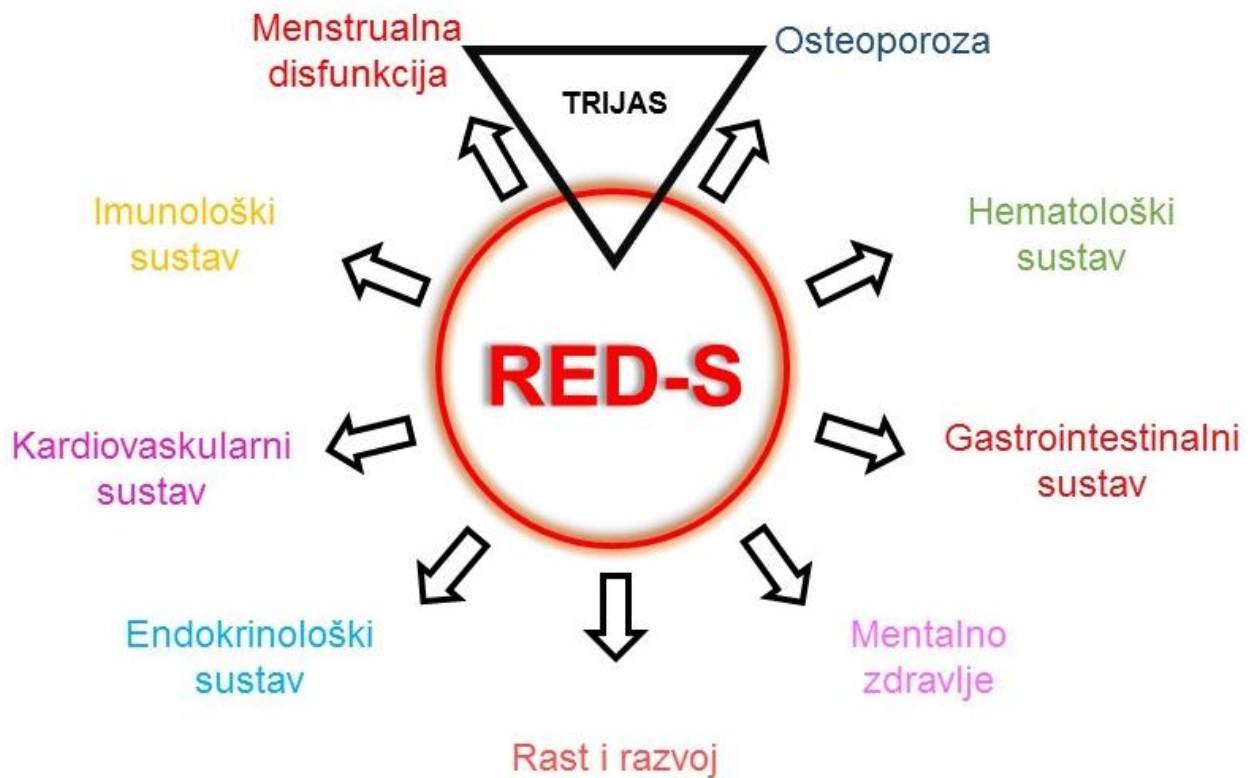 Menstrualna
disfunkcija
Osteoporoza
TRIJAS
Imunološki
sustav
Hematološki
sustav
RED-S
Kardiovaskularni
sustav
Gastrointestinalni
sustav
Endokrinološki
sustav
Mentalno
zdravlje
Rast i razvoj